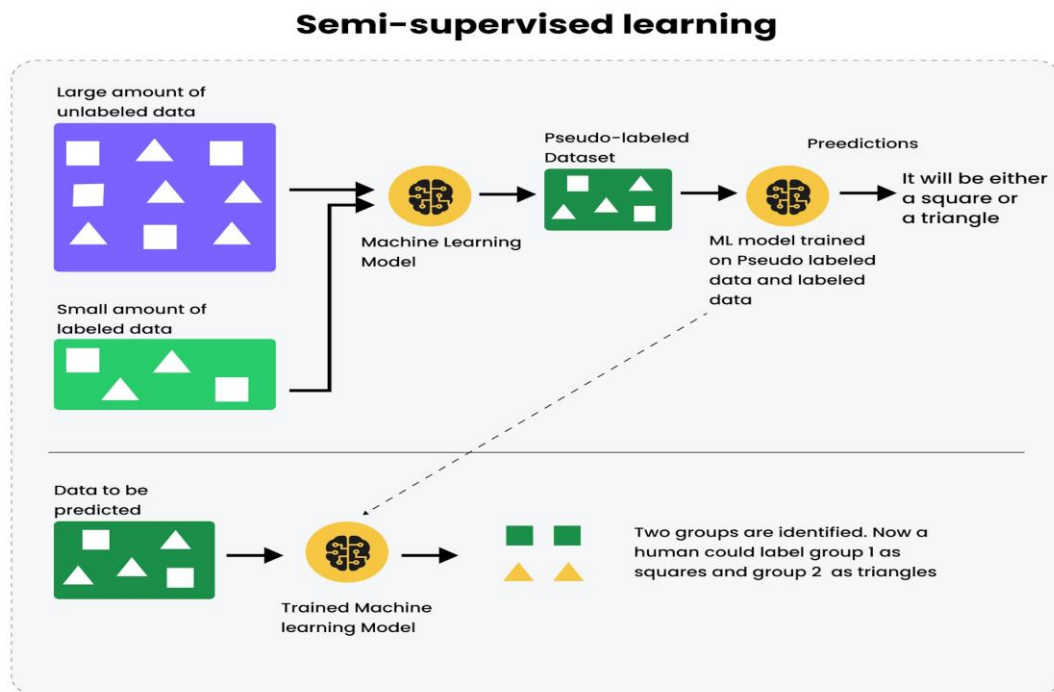 Semi-supervised learning
Large amount of
unlabeled data
Pseudo-labeled
Dataset
Preedictions
It will be either
a square or
a triangle
Machine Learning
Model
ML model trained
on Pseudo labeled
data and labeled
data
Small amount of
labeled data
Data to be
predicted
Two groups are identified. Now a
human could label group 1 as
squares and group 2 as triangles
Trained Machine
learning Model